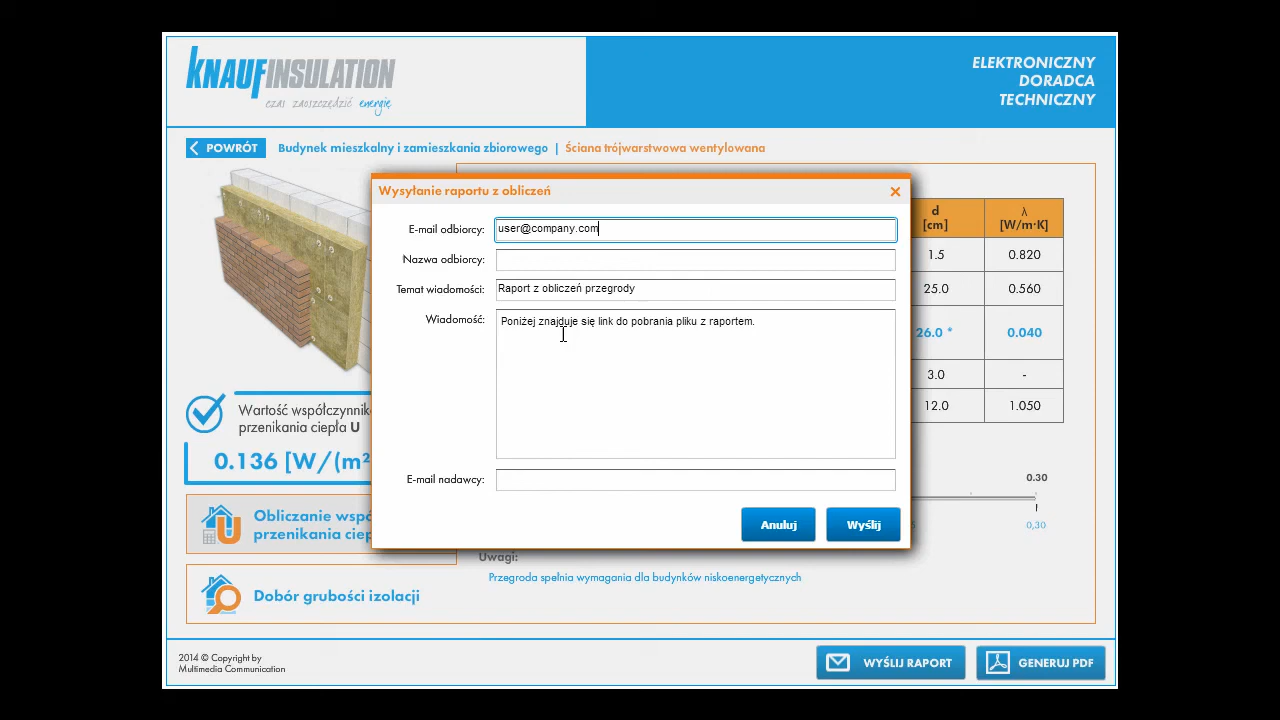 KNAUFINSULATION
czas zaoszczędzić energię
ELEKTRONICZNY
DORADCA
TECHNICZNY
POWRÓT
Budynek mieszkalny i zamieszkania zbiorowego | Ściana trójwarstwowa wentylowana
Wysyłanie raportu z obliczeń
E-mail odbiorcy: user@company.com
Nazwa odbiorcy:
Temat wiadomości: Raport z obliczeń przegrody
Wiadomość: Poniżej znajduje się link do pobrania pliku z raportem.
E-mail nadawcy:
Anuluj Wyślij
d λ
[cm] [W/m·K]
1.5 0.820
25.0 0.560
26.0 * 0.040
3.0 -
12.0 1.050
Wartość współczynnik
przenikania ciepła U
0.136 [W/(m²
0.30
0,30
Obliczanie wspó
przenikania ciep
Uwagi:
Przegroda spełnia wymagania dla budynków niskoenergetycznych
Dobór grubości izolacji
2014 © Copyright by
Multimedia Communication
WYŚLIJ RAPORT GENERUJ PDF